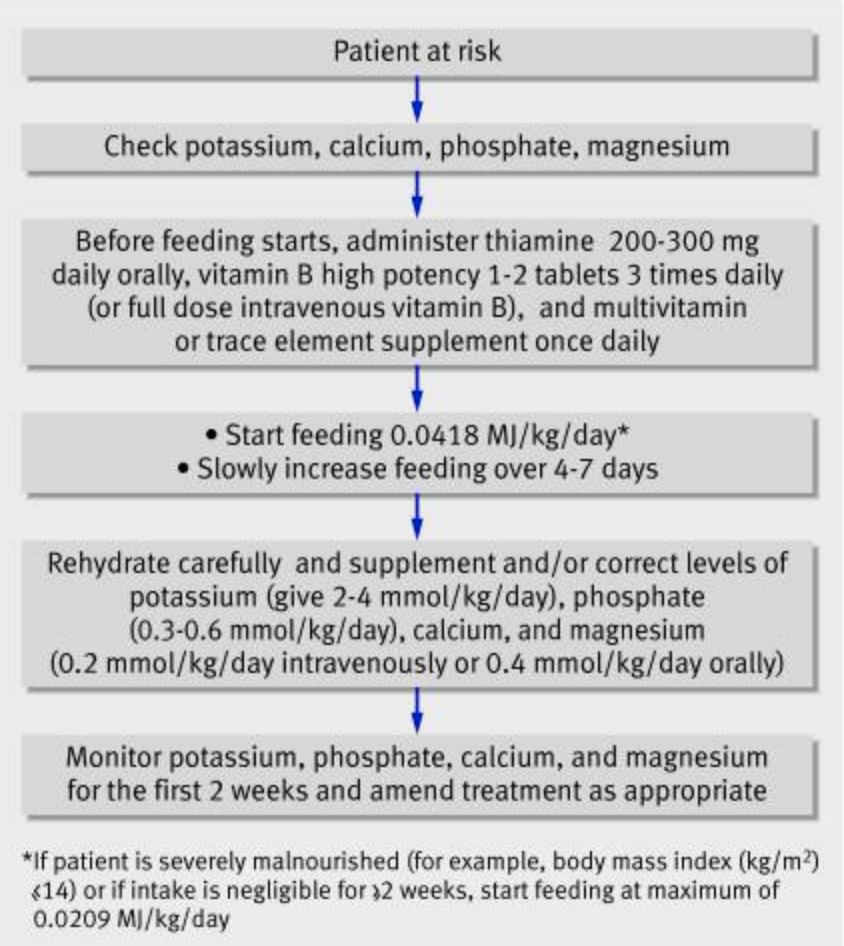 Patient at risk
Check potassium, calcium, phosphate, magnesium
Before feeding starts, administer thiamine 200-300 mg
daily orally, vitamin B high potency 1-2 tablets 3 times daily
(or full dose intravenous vitamin B), and multivitamin
or trace element supplement once daily
• Start feeding 0.0418 MJ/kg/day*
• Slowly increase feeding over 4-7 days
Rehydrate carefully and supplement and/or correct levels of
potassium (give 2-4 mmol/kg/day), phosphate
(0.3-0.6 mmol/kg/day), calcium, and magnesium
(0.2 mmol/kg/day intravenously or 0.4 mmol/kg/day orally)
Monitor potassium, phosphate, calcium, and magnesium
for the first 2 weeks and amend treatment as appropriate
*If patient is severely malnourished (for example, body mass index (kg/m²)
⩽14) or if intake is negligible for ⩾2 weeks, start feeding at maximum of
0.0209 MJ/kg/day